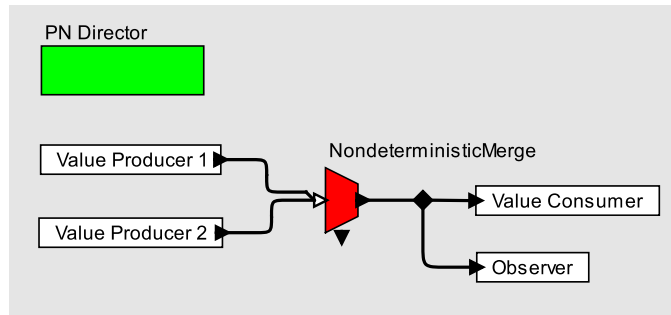 PN Director
Value Producer 1
NondeterministicMerge
Value Consumer
Value Producer 2
Observer